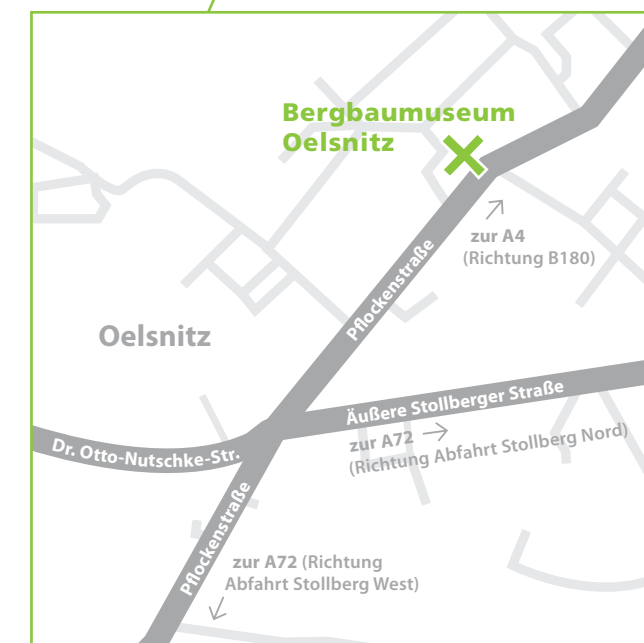 Bergbaumuseum
Oelsnitz
zur A4
(Richtung B180)
Pflockenstraße
Oelsnitz
Äußere Stollberger Straße
zur A72
(Richtung Abfahrt Stollberg Nord)
Dr. Otto-Nutschke-Str.
Pflockenstraße
zur A72 (Richtung
Abfahrt Stollberg West)